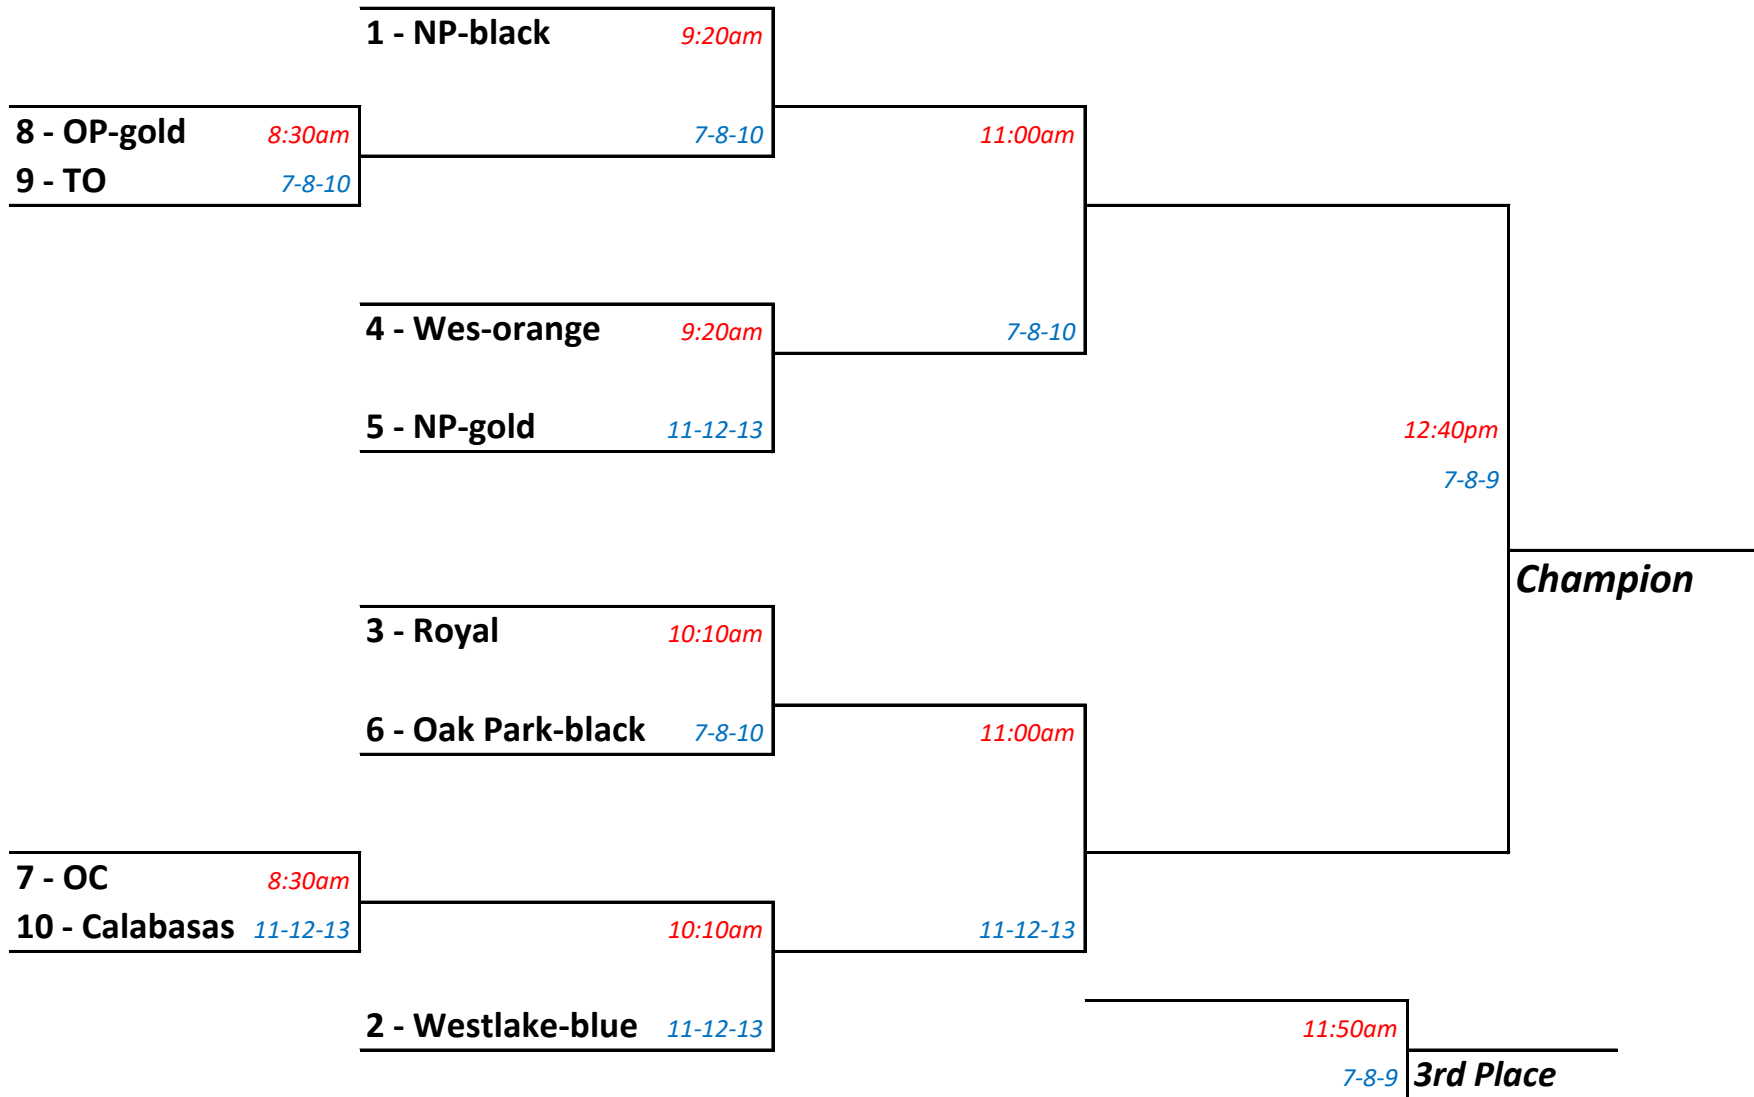 1 - NP-black 9:20am
8 - OP-gold 8:30am 7-8-10 11:00am
9 - TO 7-8-10
4 - Wes-orange 9:20am 7-8-10
5 - NP-gold 11-12-13 12:40pm
7-8-9
Champion
3 - Royal 10:10am
6 - Oak Park-black 7-8-10 11:00am
7 - OC 8:30am
10 - Calabasas 11-12-13 10:10am 11-12-13
2 - Westlake-blue 11-12-13 11:50am
7-8-9 3rd Place